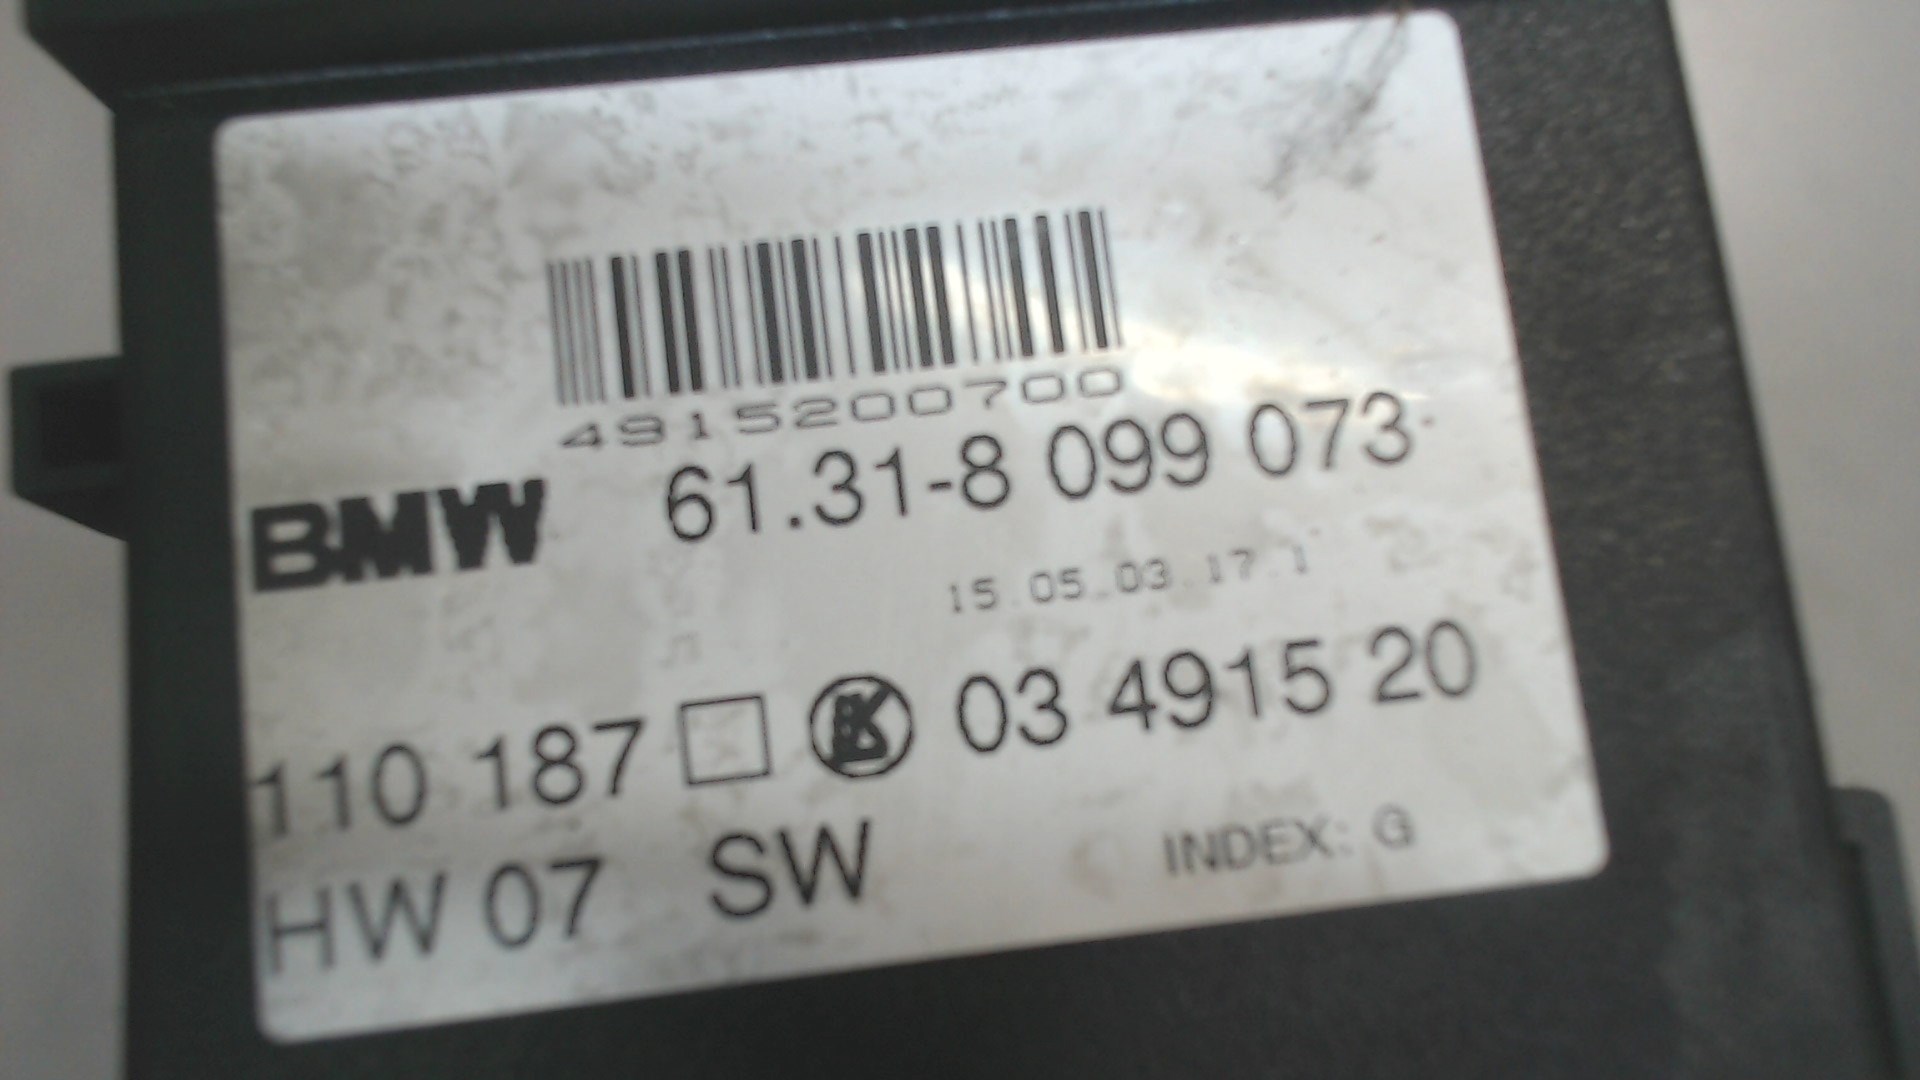 4915200700
BMW 61.31-8 099 073
15.05.03 17 1
110 187 03 4915 20
HW 07 SW INDEX: G